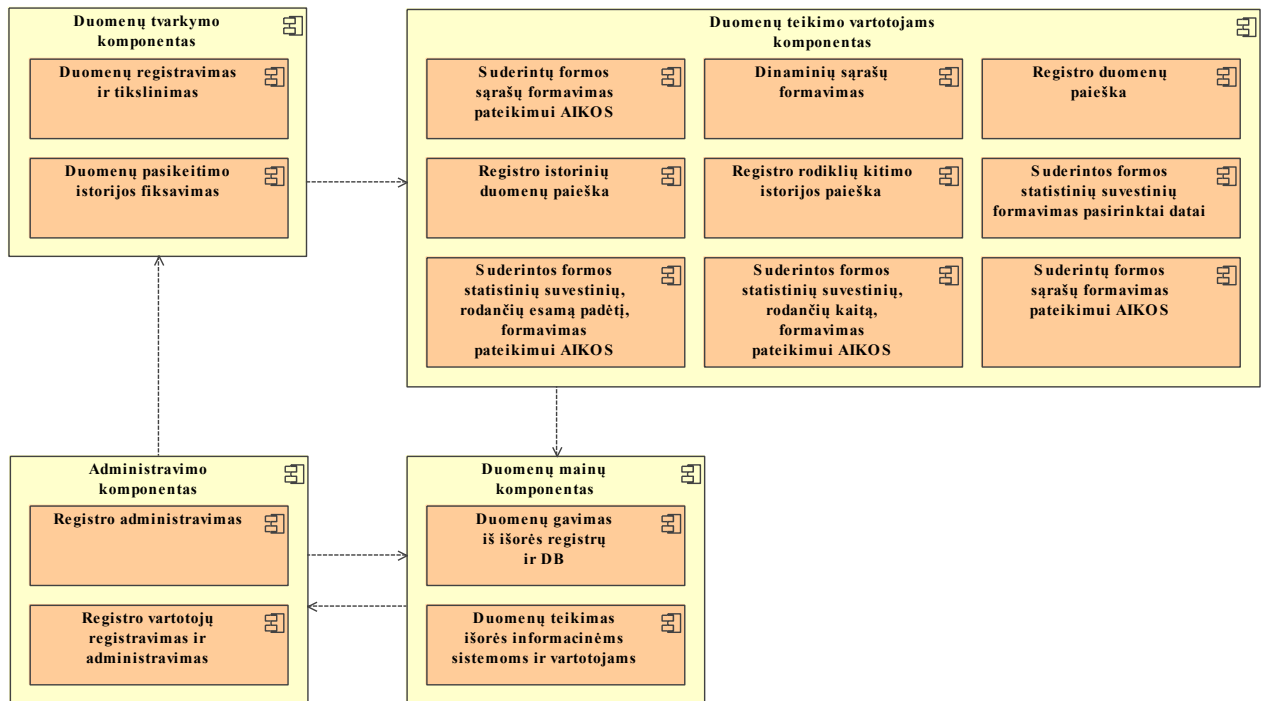 Duomenų tvarkymo
komponentas
Duomenų registravimas
ir tikslinimas
Duomenų pasikeitimo
istorijos fiksavimas
Duomenų teikimo vartotojams
komponentas
Suderintų formos
sąrašų formavimas
pateikimui AIKOS
Dinaminių sąrašų
formavimas
Registro duomenų
paieška
Registro istorinių
duomenų paieška
Registro rodiklių kitimo
istorijos paieška
Suderintos formos
statistinių suvestinių
formavimas pasirinktai datai
Suderintos formos
statistinių suvestinių,
rodančių esamą padėtį,
formavimas
pateikimui AIKOS
Suderintos formos
statistinių suvestinių,
rodančių kaitą,
formavimas
pateikimui AIKOS
Suderintų formos
sąrašų formavimas
pateikimui AIKOS
Administravimo
komponentas
Registro administravimas
Registro vartotojų
registravimas ir
administravimas
Duomenų mainų
komponentas
Duomenų gavimas
iš išorės registrų
ir DB
Duomenų teikimas
išorės informacinėms
sistemoms ir vartotojams